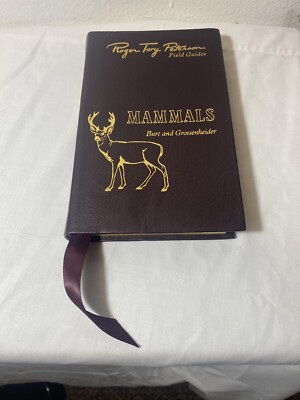 Roger Tory Peterson
Field Guides
MAMMALS
Burt and Grossenheider